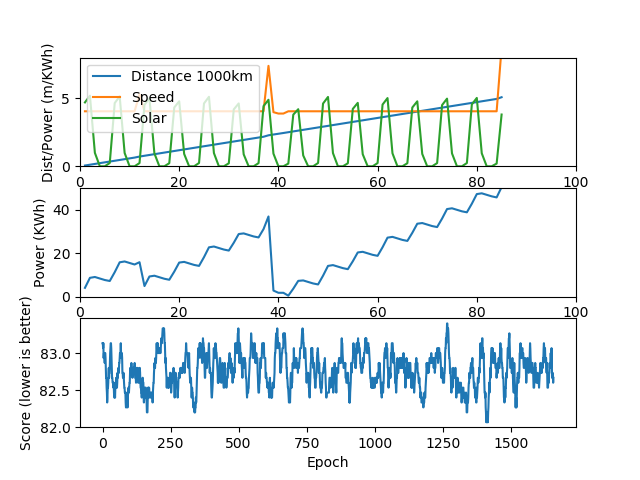 Dist/Power (m/KWh)
5
0
Distance 1000km
Speed
Solar
0 20 40 60 80 100
Power (KWh)
40
20
0
0 20 40 60 80 100
Score (lower is better)
83.0
82.5
82.0
0 250 500 750 1000 1250 1500
Epoch